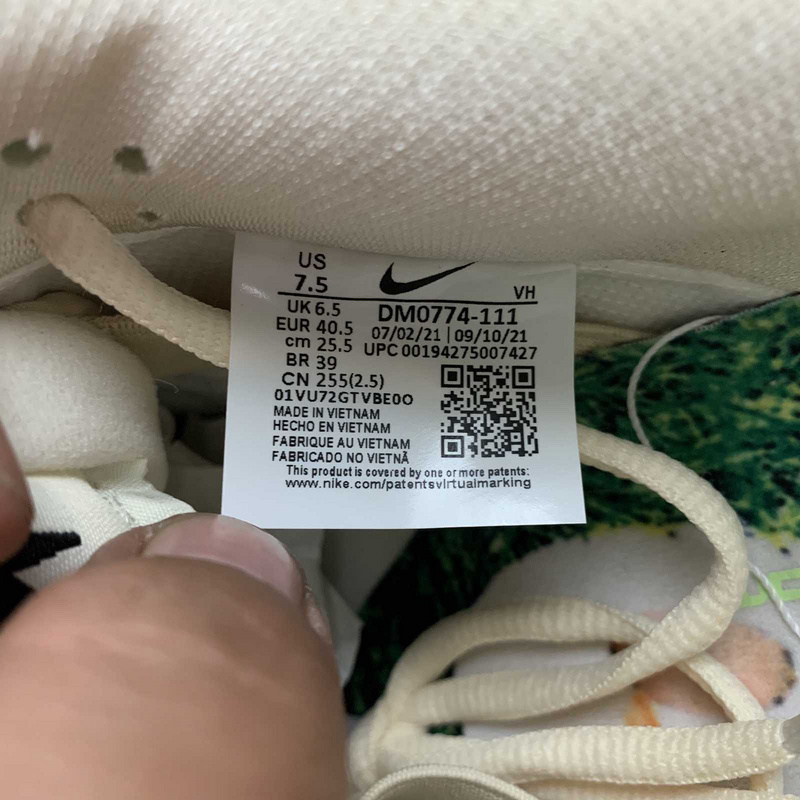 US
7.5
VH
UK 6.5
DM0774-111
EUR 40.5
07/02/21 | 09/10/21
cm 25.5
UPC 00194275007427
BR 39
CN 255(2.5)
01VU72GTVBE0O
MADE IN VIETNAM
HECHO EN VIETNAM
FABRIQUE AU VIETNAM
FABRICADO NO VIETNÃ
This product is covered by one or more patents:
www.nike.com/patentsvirtualmarking